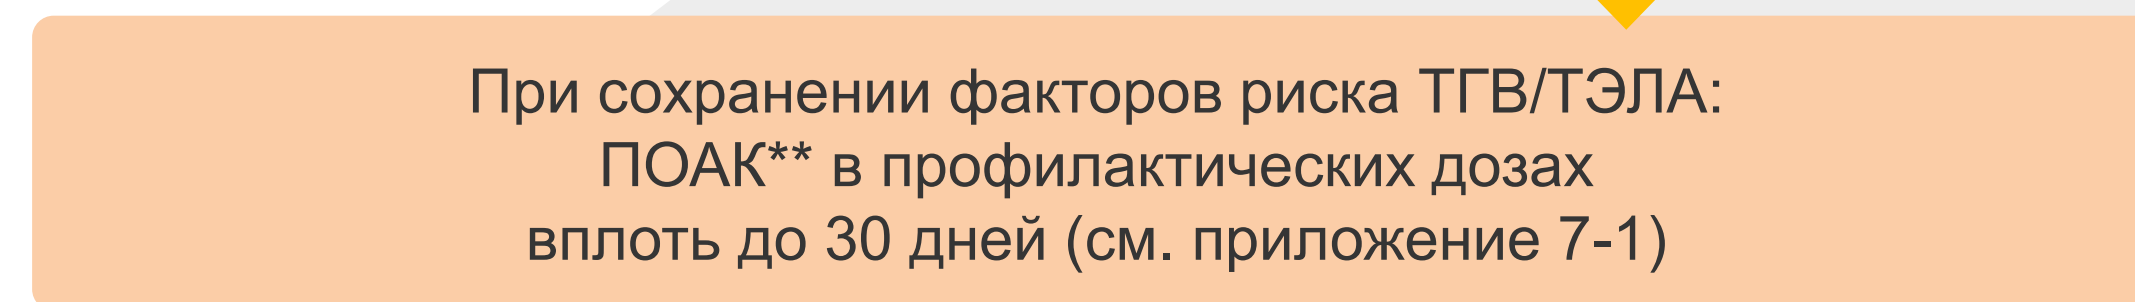 При сохранении факторов риска ТГВ/ТЭЛА:
ПОАК** в профилактических дозах
вплоть до 30 дней (см. приложение 7-1)